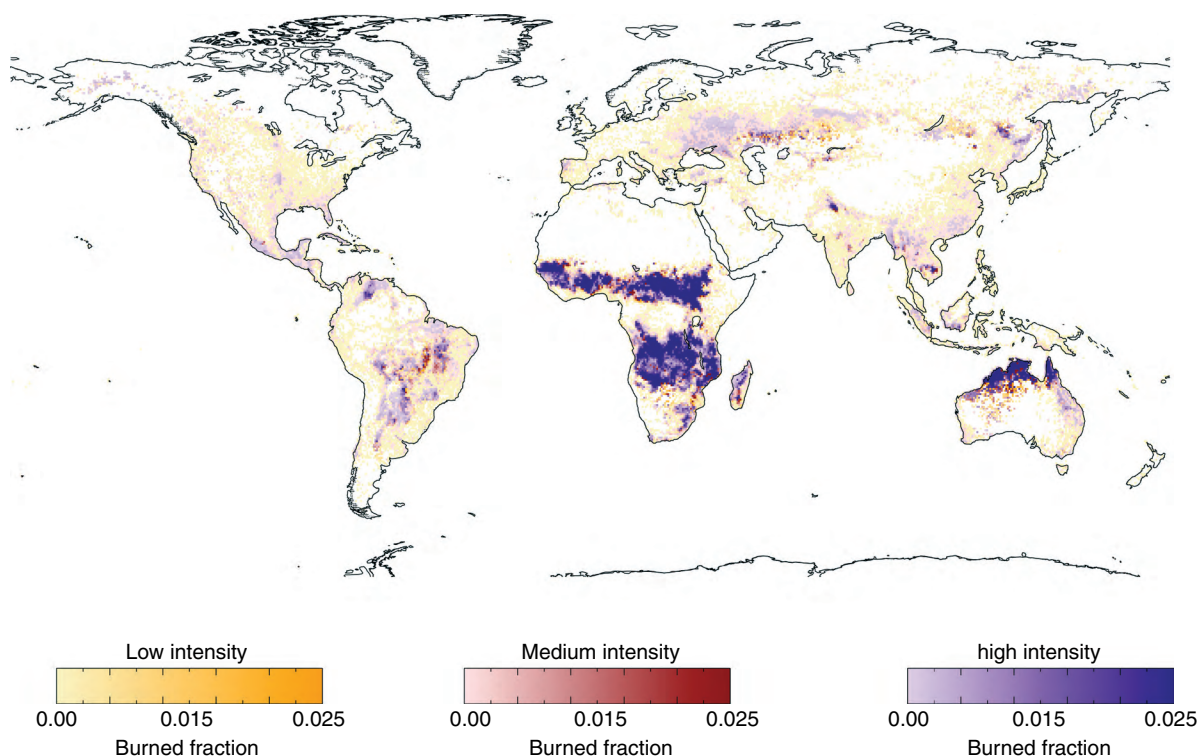 Low intensity
Medium intensity
high intensity
0.00 0.015 0.025
0.00 0.015 0.025
0.00 0.015 0.025
Burned fraction
Burned fraction
Burned fraction